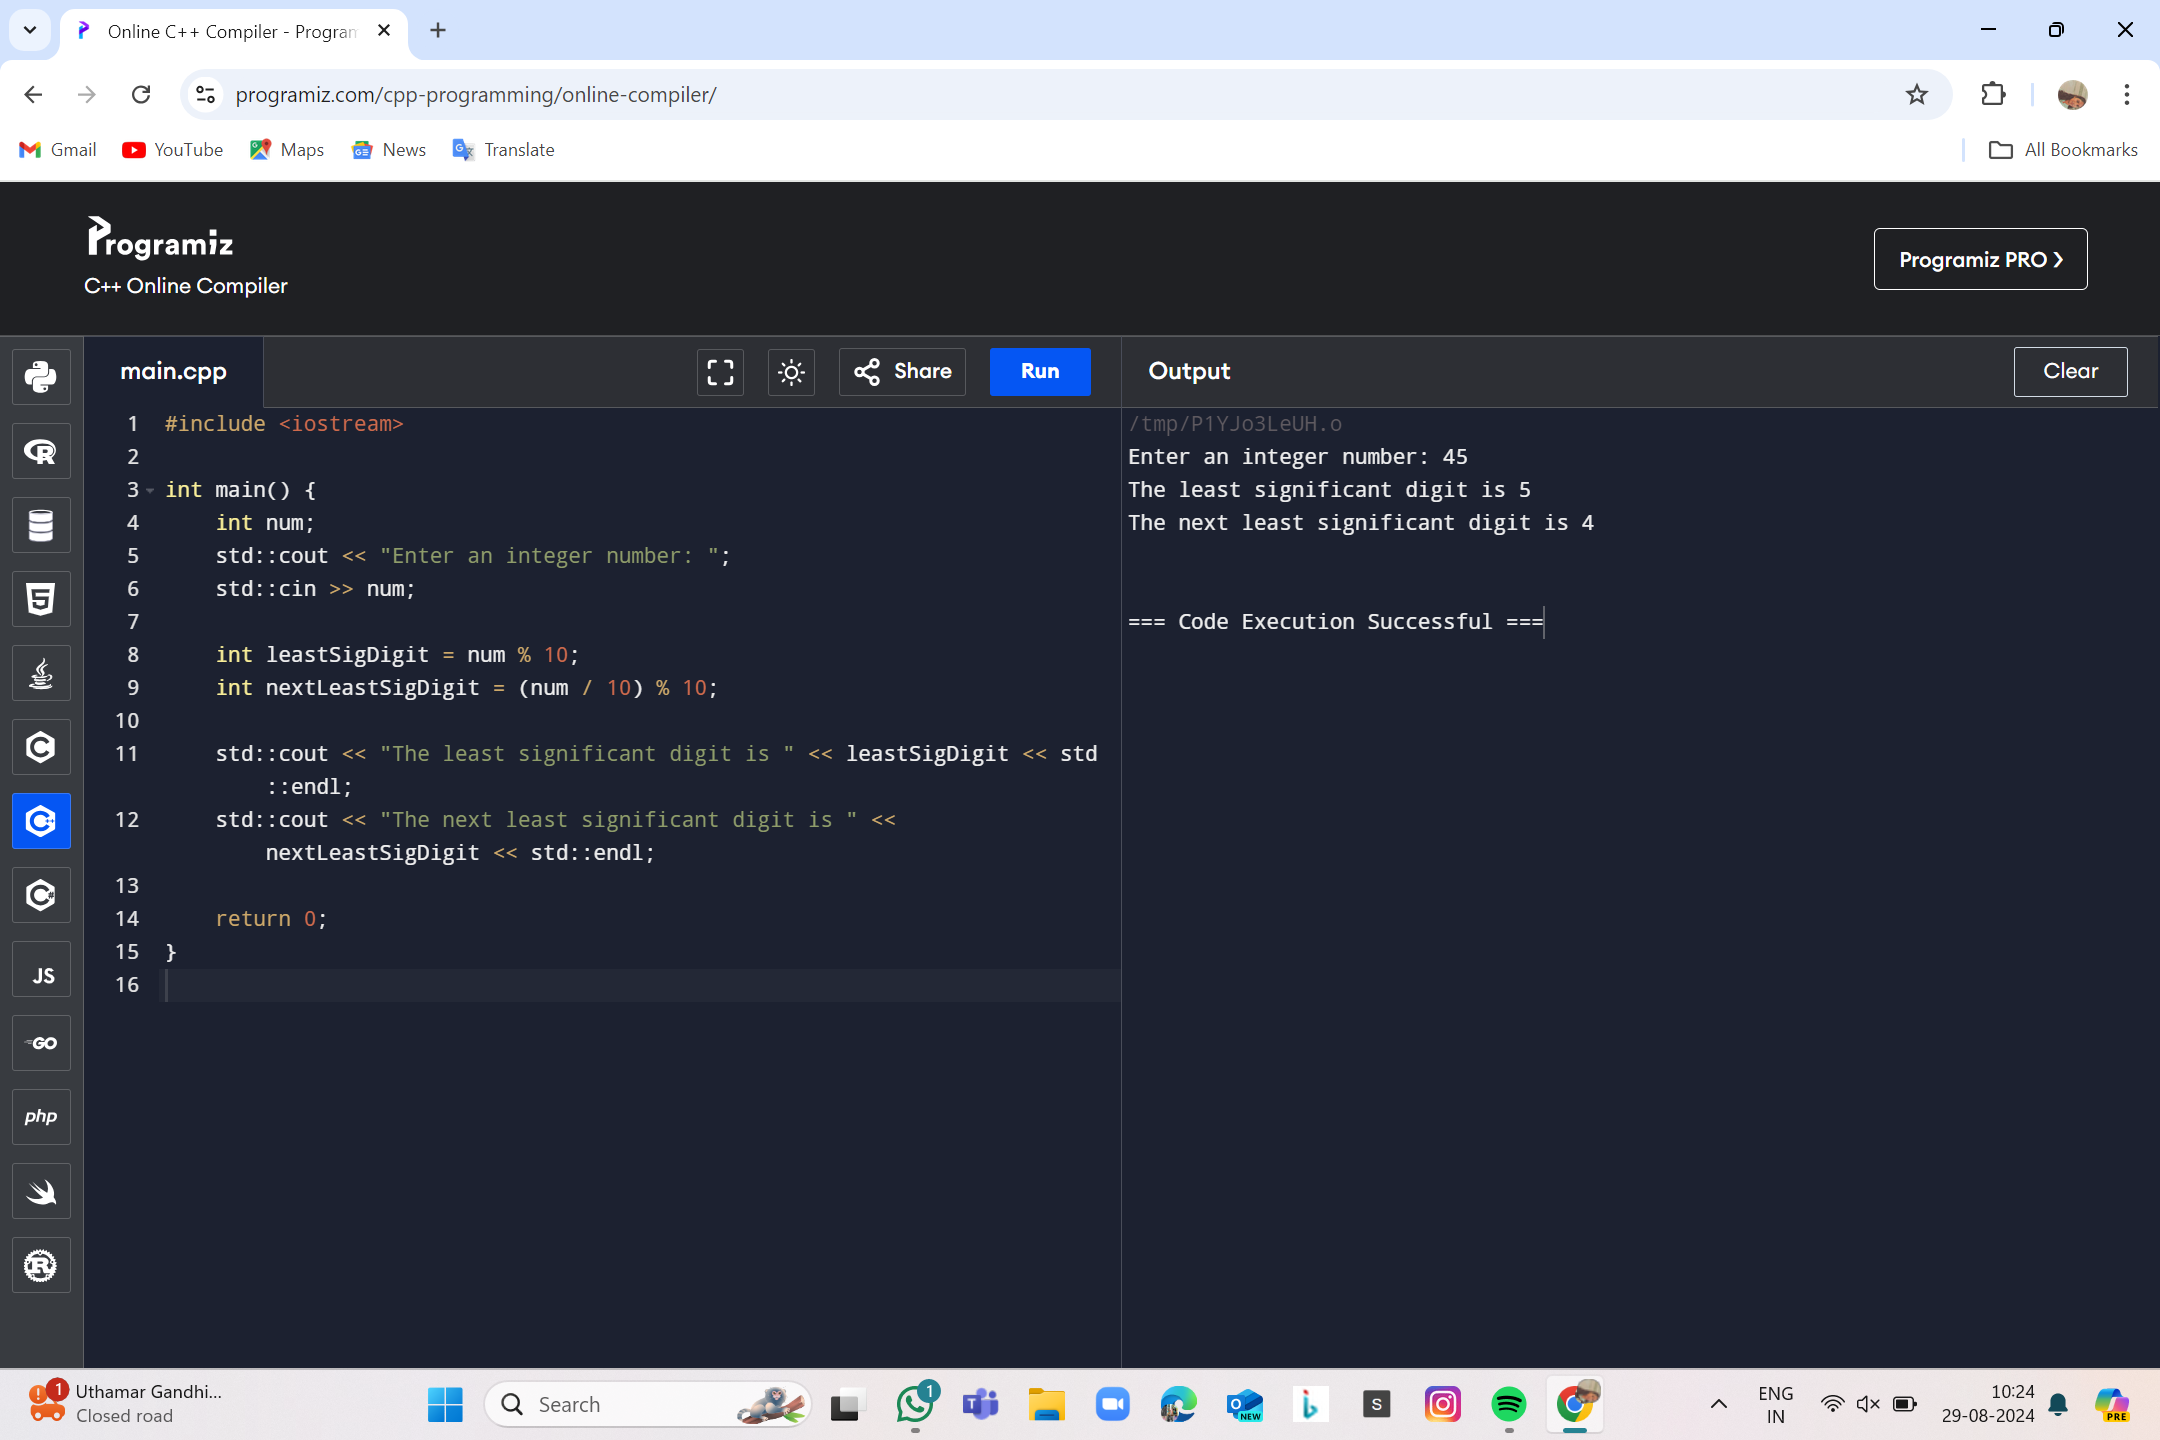 Online C++ Compiler - Program
programiz.com/cpp-programming/online-compiler/
Gmail YouTube Maps News Translate All Bookmarks
Programiz
C++ Online Compiler
Programiz PRO ❯
main.cpp Share Run Output Clear
1 #include <iostream>
2
3 int main() {
4     int num;
5     std::cout << "Enter an integer number: ";
6     std::cin >> num;
7
8     int leastSigDigit = num % 10;
9     int nextLeastSigDigit = (num / 10) % 10;
10
11     std::cout << "The least significant digit is " << leastSigDigit << std
::endl;
12     std::cout << "The next least significant digit is " <<
nextLeastSigDigit << std::endl;
13
14     return 0;
15 }
16
/tmp/P1YJo3LeUH.o
Enter an integer number: 45
The least significant digit is 5
The next least significant digit is 4
=== Code Execution Successful ===
R
5
C
C++
C#
JS
GO
php
R
1
Uthamar Gandhi...
Closed road
Search
1
T
O
NEW
b
S
ENG
IN
10:24
29-08-2024
PRE